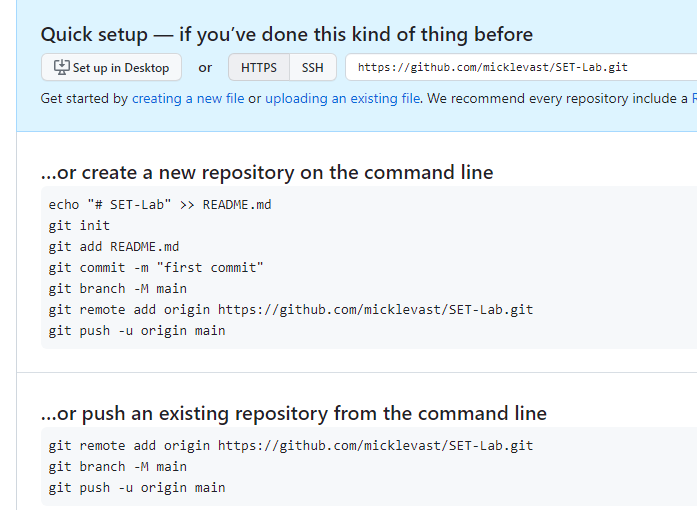 Quick setup — if you’ve done this kind of thing before
Set up in Desktop or HTTPS SSH https://github.com/micklevast/SET-Lab.git
Get started by creating a new file or uploading an existing file. We recommend every repository include a
…or create a new repository on the command line
echo "# SET-Lab" >> README.md
git init
git add README.md
git commit -m "first commit"
git branch -M main
git remote add origin https://github.com/micklevast/SET-Lab.git
git push -u origin main
…or push an existing repository from the command line
git remote add origin https://github.com/micklevast/SET-Lab.git
git branch -M main
git push -u origin main